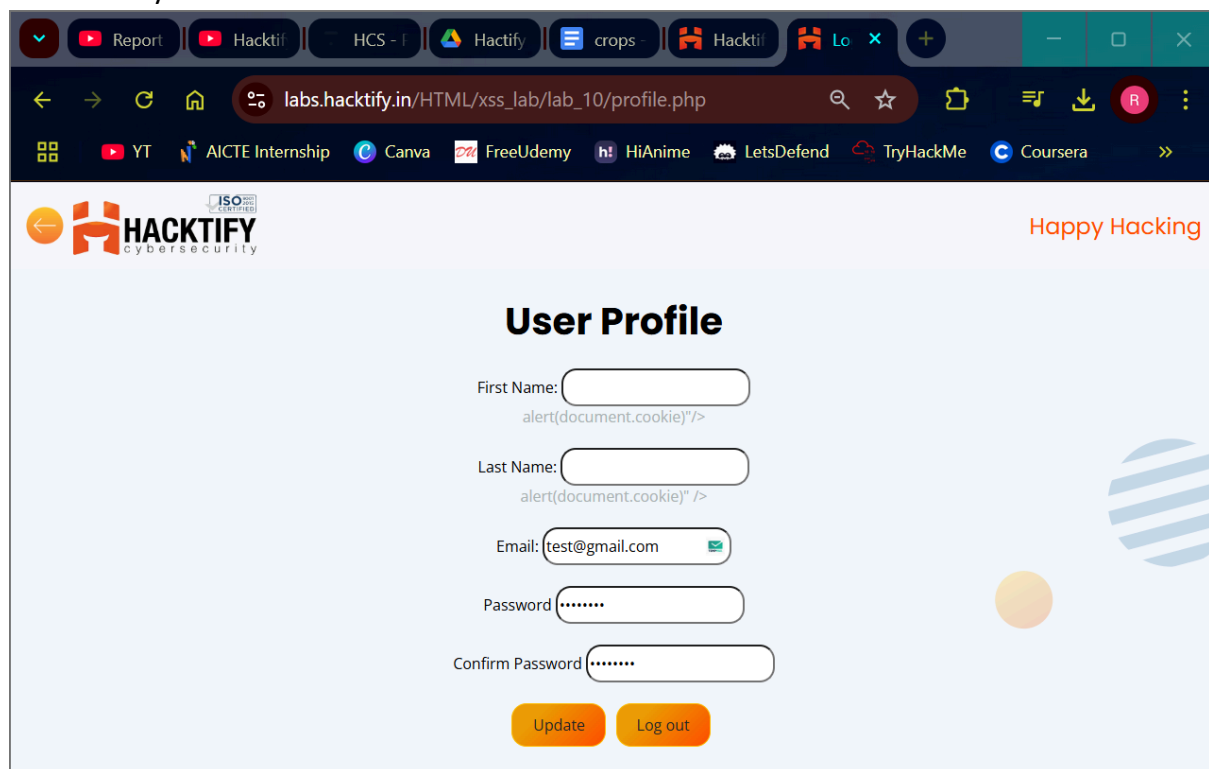 Report Hacktif HCS - F Hactify crops - Hacktif Lo
labs.hacktify.in/HTML/xss_lab/lab_10/profile.php R
YT AICTE Internship Canva FreeUdemy HiAnime LetsDefend TryHackMe Coursera »
ISO
CERTIFIED
HACKTIFY
cybersecurity
Happy Hacking
User Profile
First Name:
alert(document.cookie)"/>
Last Name:
alert(document.cookie)" />
Email: test@gmail.com
Password ········
Confirm Password ········
Update Log out